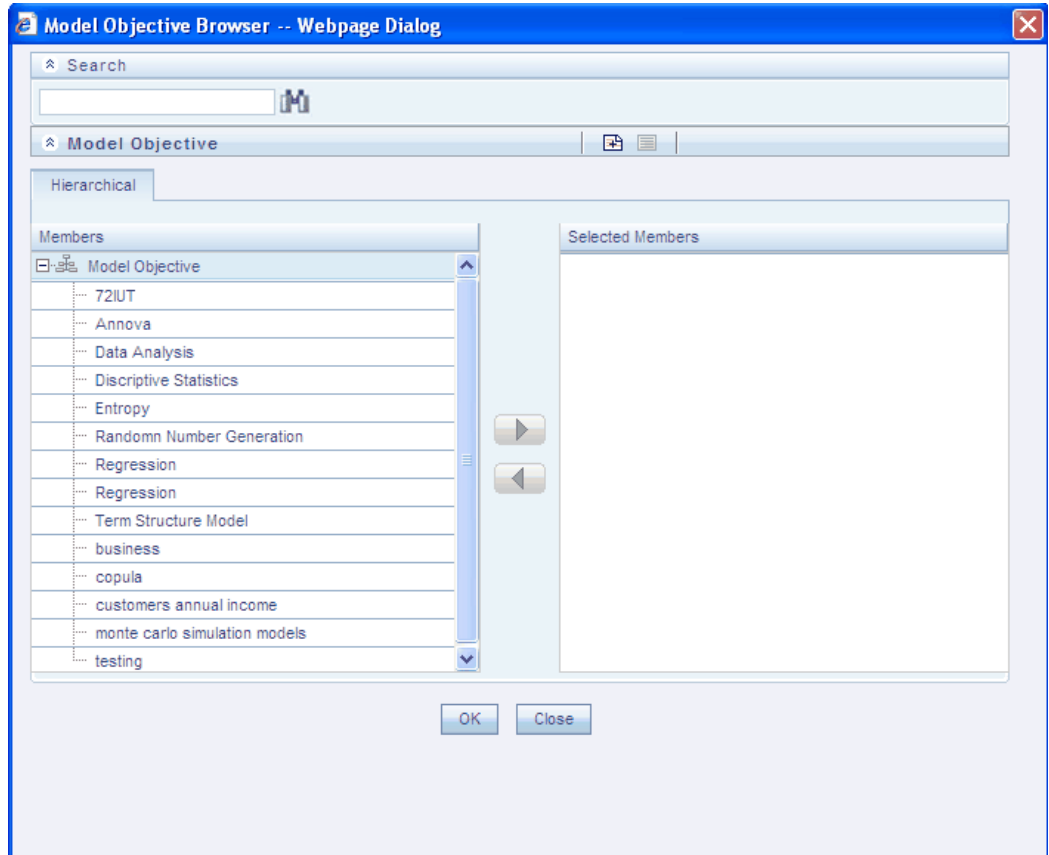 Model Objective Browser -- Webpage Dialog
Search
Model Objective
Hierarchical
Members
Selected Members
Model Objective
72IUT
Annova
Data Analysis
Discriptive Statistics
Entropy
Randomn Number Generation
Regression
Regression
Term Structure Model
business
copula
customers annual income
monte carlo simulation models
testing
OK
Close